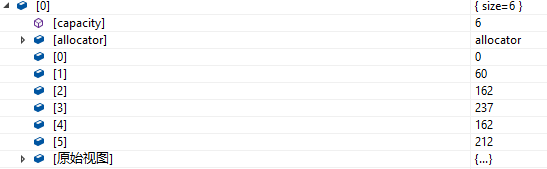 [0] { size=6 }
[capacity] 6
[allocator] allocator
[0] 0
[1] 60
[2] 162
[3] 237
[4] 162
[5] 212
[原始视图] {...}